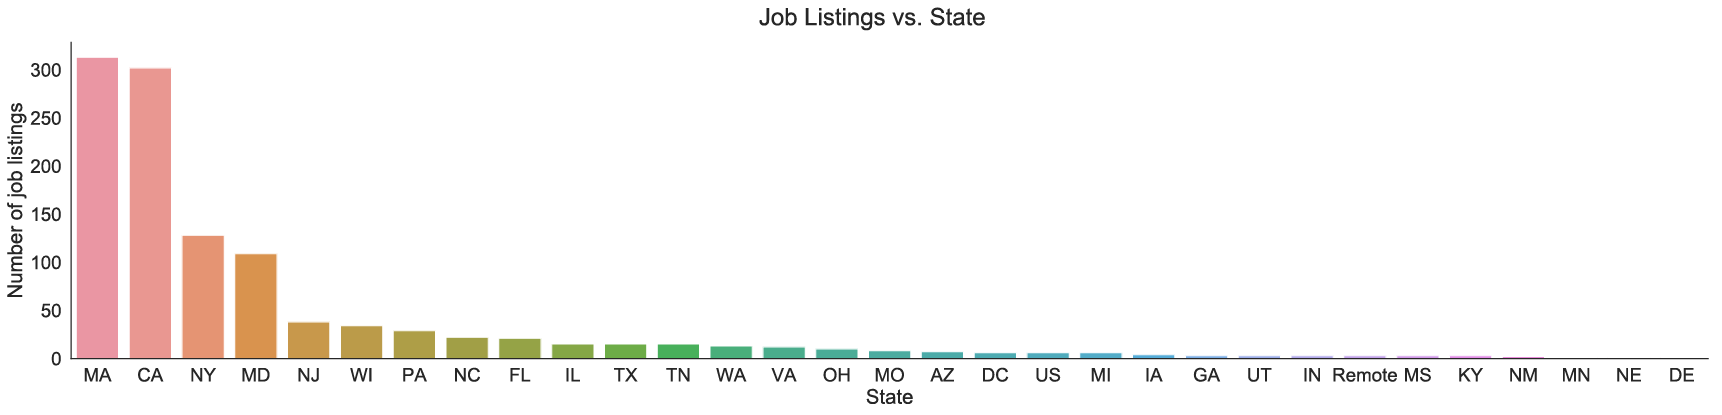 Job Listings vs. State
Number of job listings
300
250
200
150
100
50
0
MA CA NY MD NJ WI PA NC FL IL TX TN WA VA OH MO AZ DC US MI IA GA UT IN Remote MS KY NM MN NE DE
State